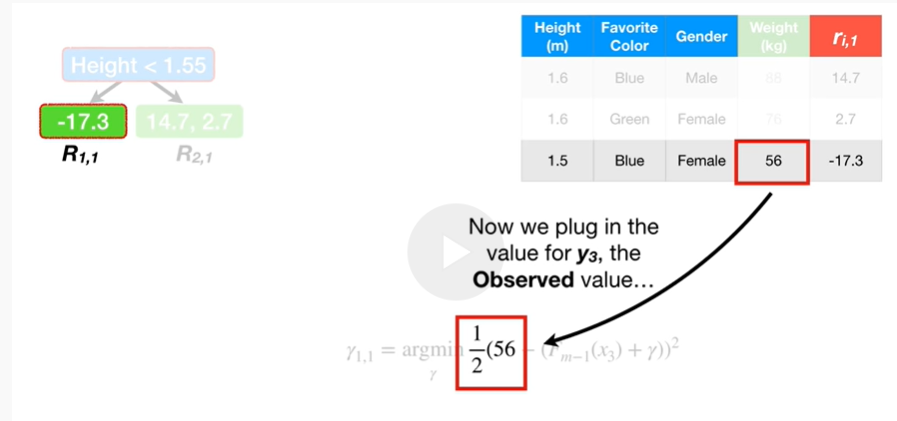 Height < 1.55
-17.3
14.7, 2.7
R1,1
R2,1
Height (m) Favorite Color Gender Weight (kg) ri,1
1.6 Blue Male 88 14.7
1.6 Green Female 76 2.7
1.5 Blue Female 56 -17.3
Now we plug in the
value for y3, the
Observed value...
γ1,1 = argmin γ 1/2 (56 - (Fm−1(x3) + γ))²